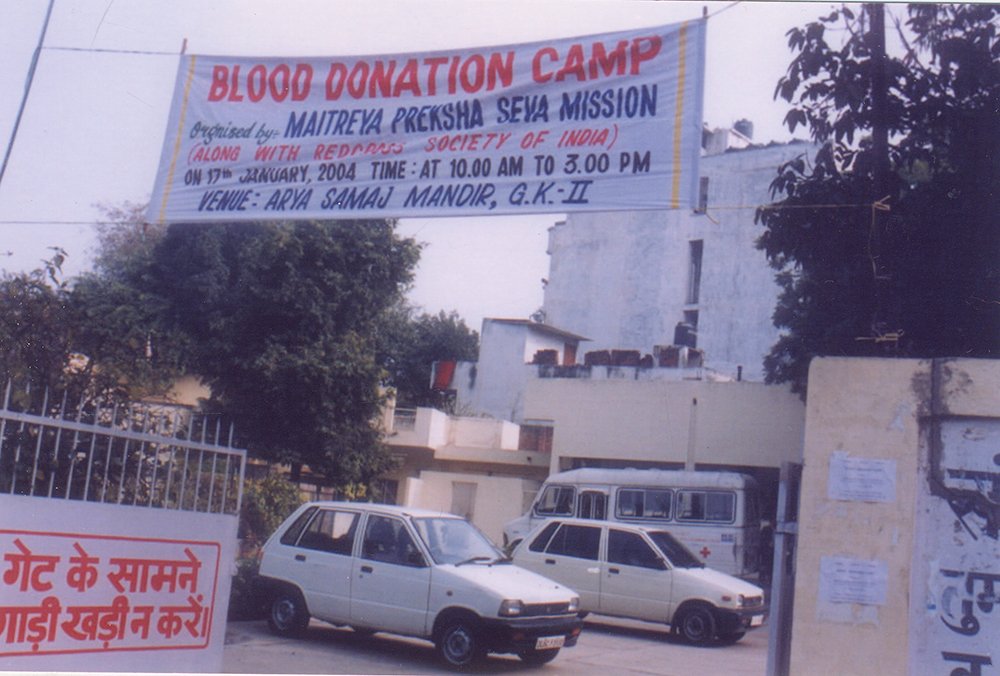 BLOOD DONATION CAMP
Orgnised by:- MAITREYA PREKSHA SEVA MISSION
(ALONG WITH REDCROSS SOCIETY OF INDIA)
ON 17th JANUARY, 2004 TIME : AT 10.00 AM TO 3.00 PM
VENUE: ARYA SAMAJ MANDIR, G.K.-II
गेट के सामने
गाड़ी खड़ी न करें।